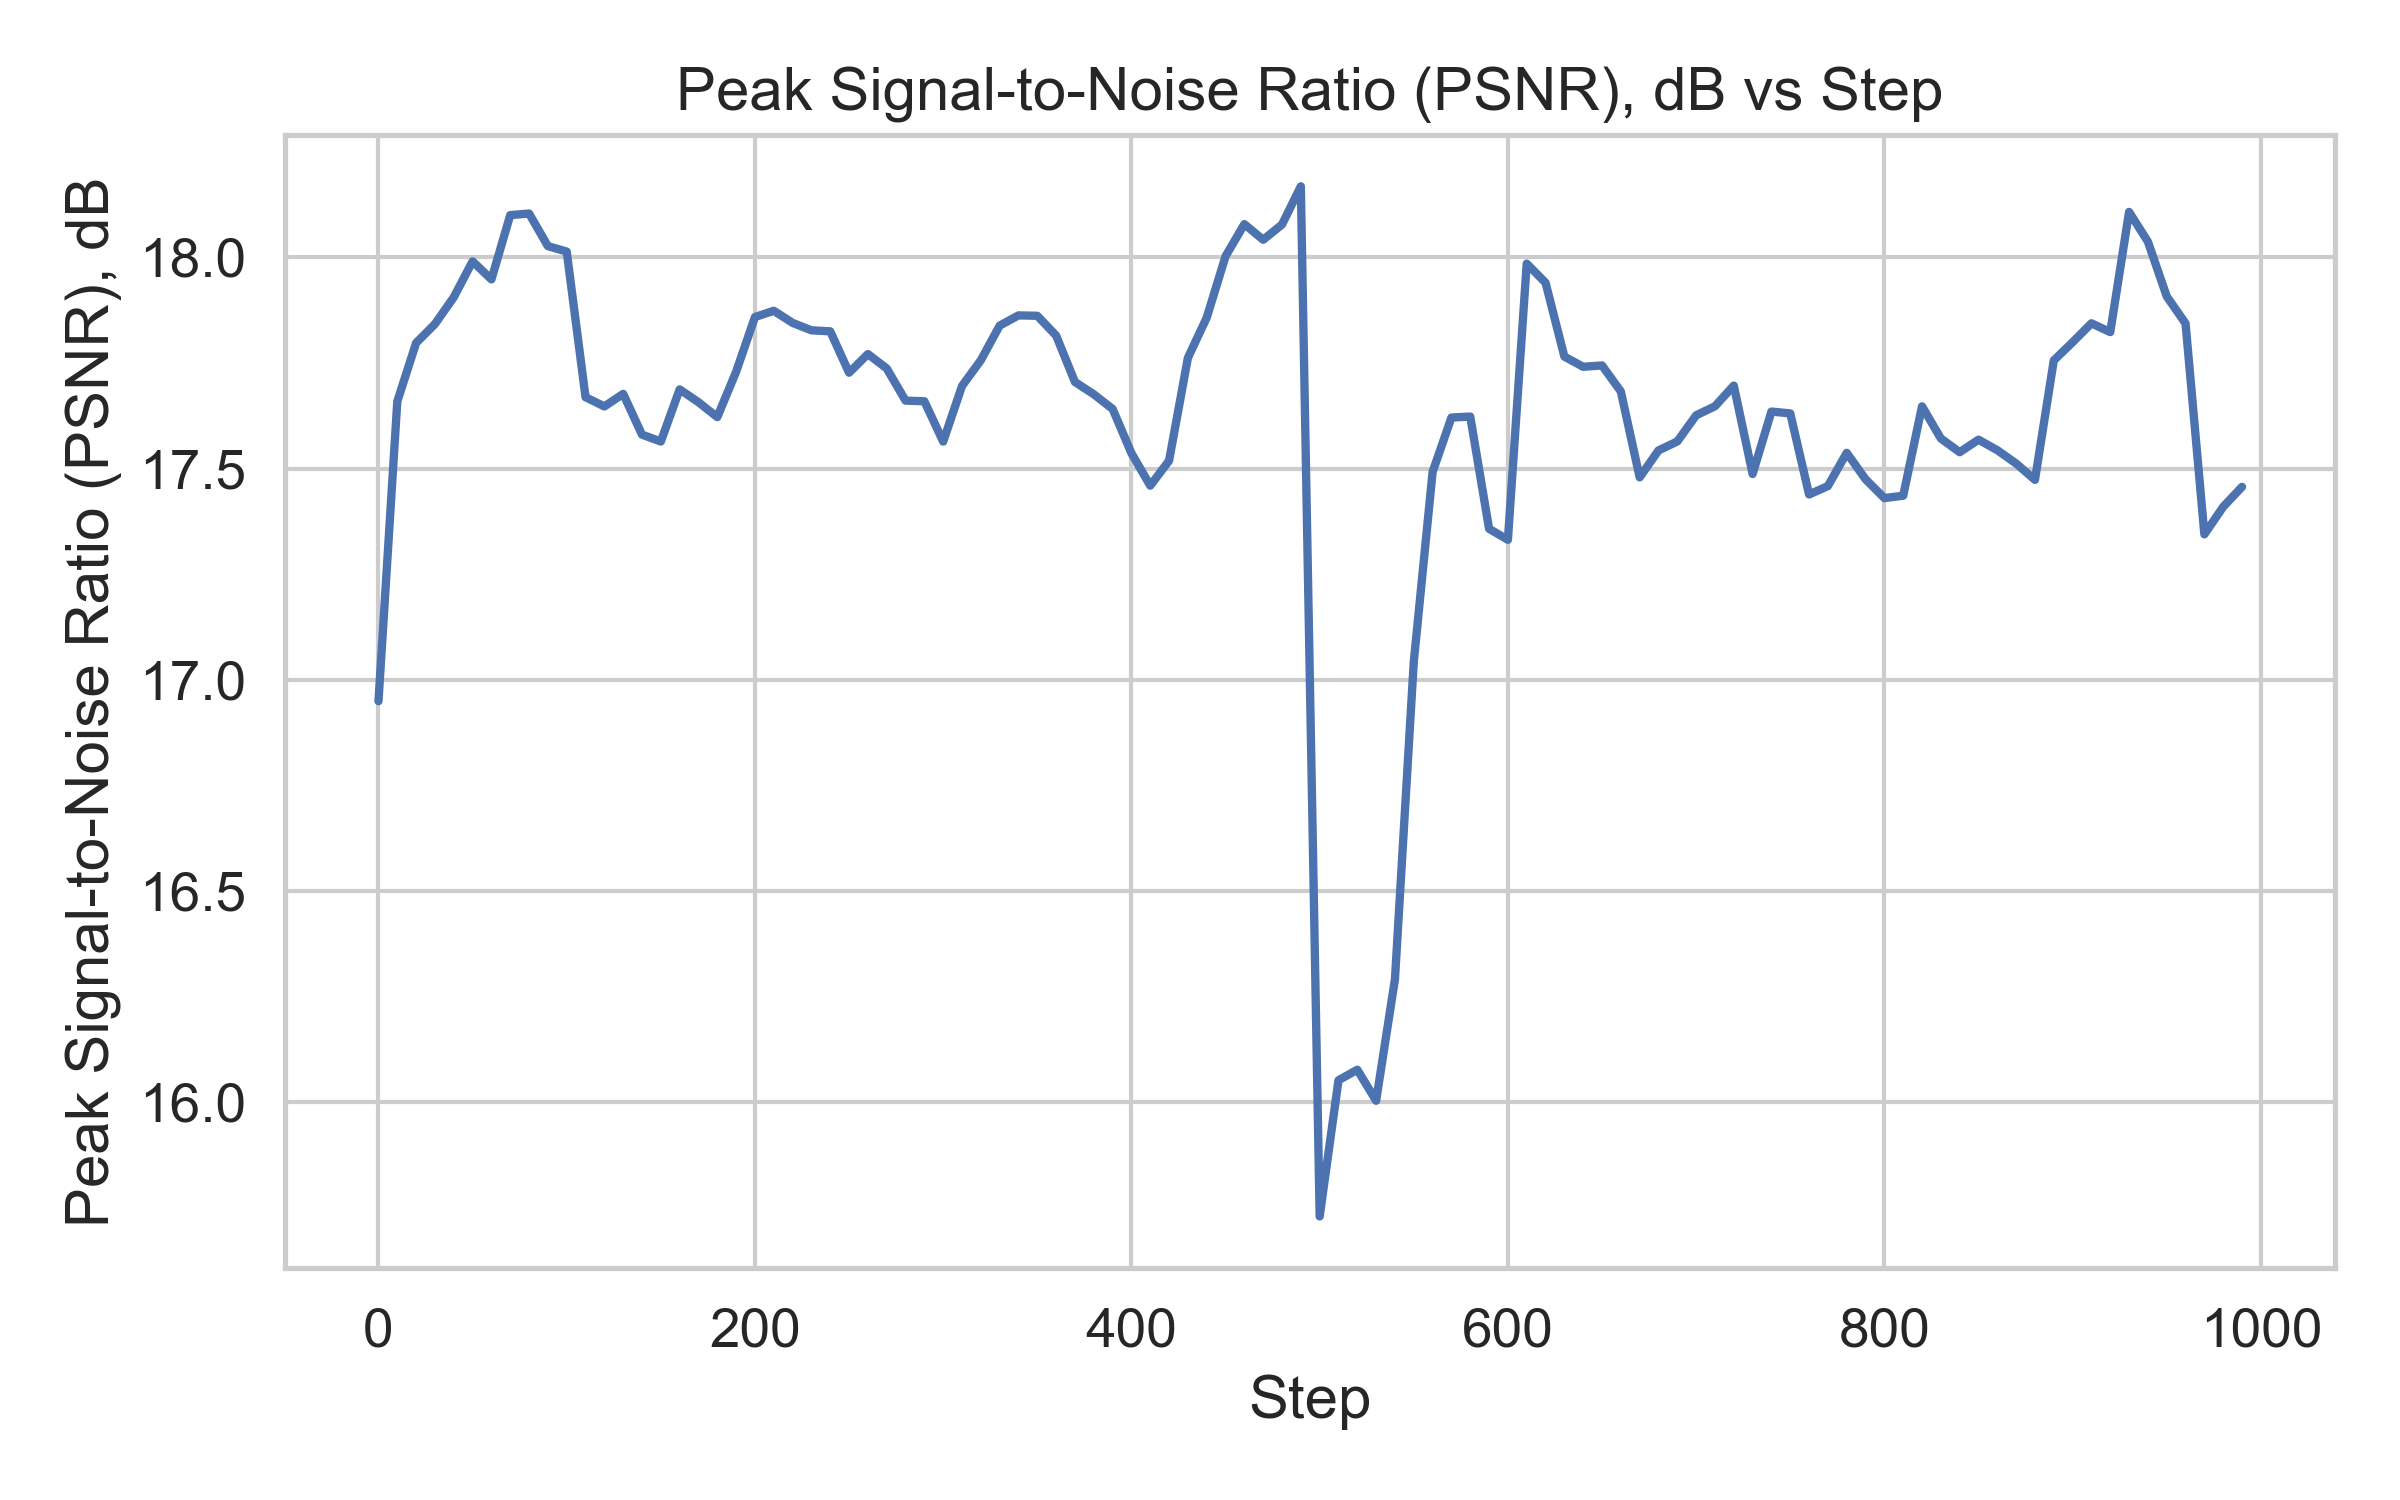 Peak Signal-to-Noise Ratio (PSNR), dB vs Step
Peak Signal-to-Noise Ratio (PSNR), dB
18.0
17.5
17.0
16.5
16.0
0 200 400 600 800 1000
Step